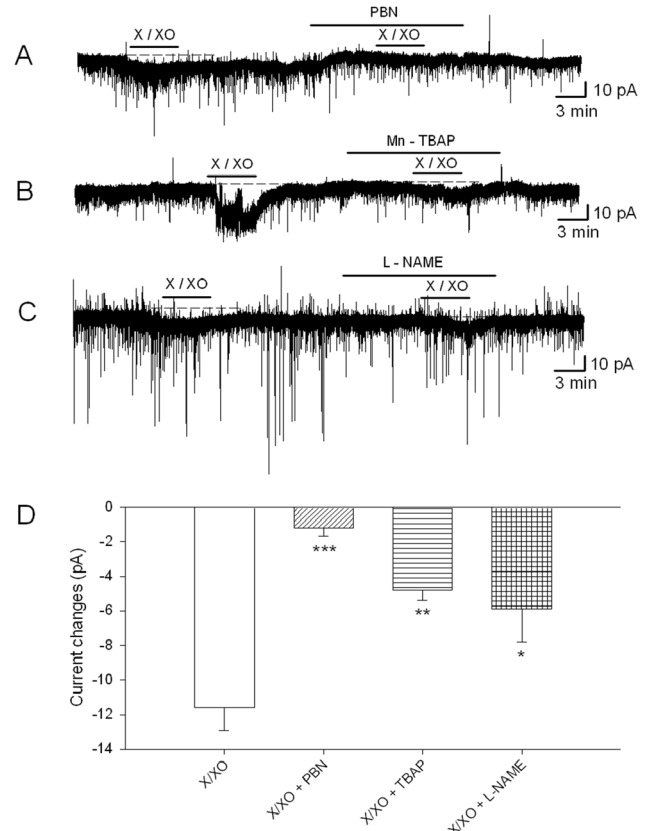 PBN
X / XO
X / XO
A
10 pA
3 min
Mn - TBAP
X / XO
X / XO
B
10 pA
3 min
L - NAME
X / XO
X / XO
C
10 pA
3 min
D
0
-2
-4
-6
-8
-10
-12
-14
Current changes (pA)
***
**
*
X/XO
X/XO + PBN
X/XO + TBAP
X/XO + L-NAME